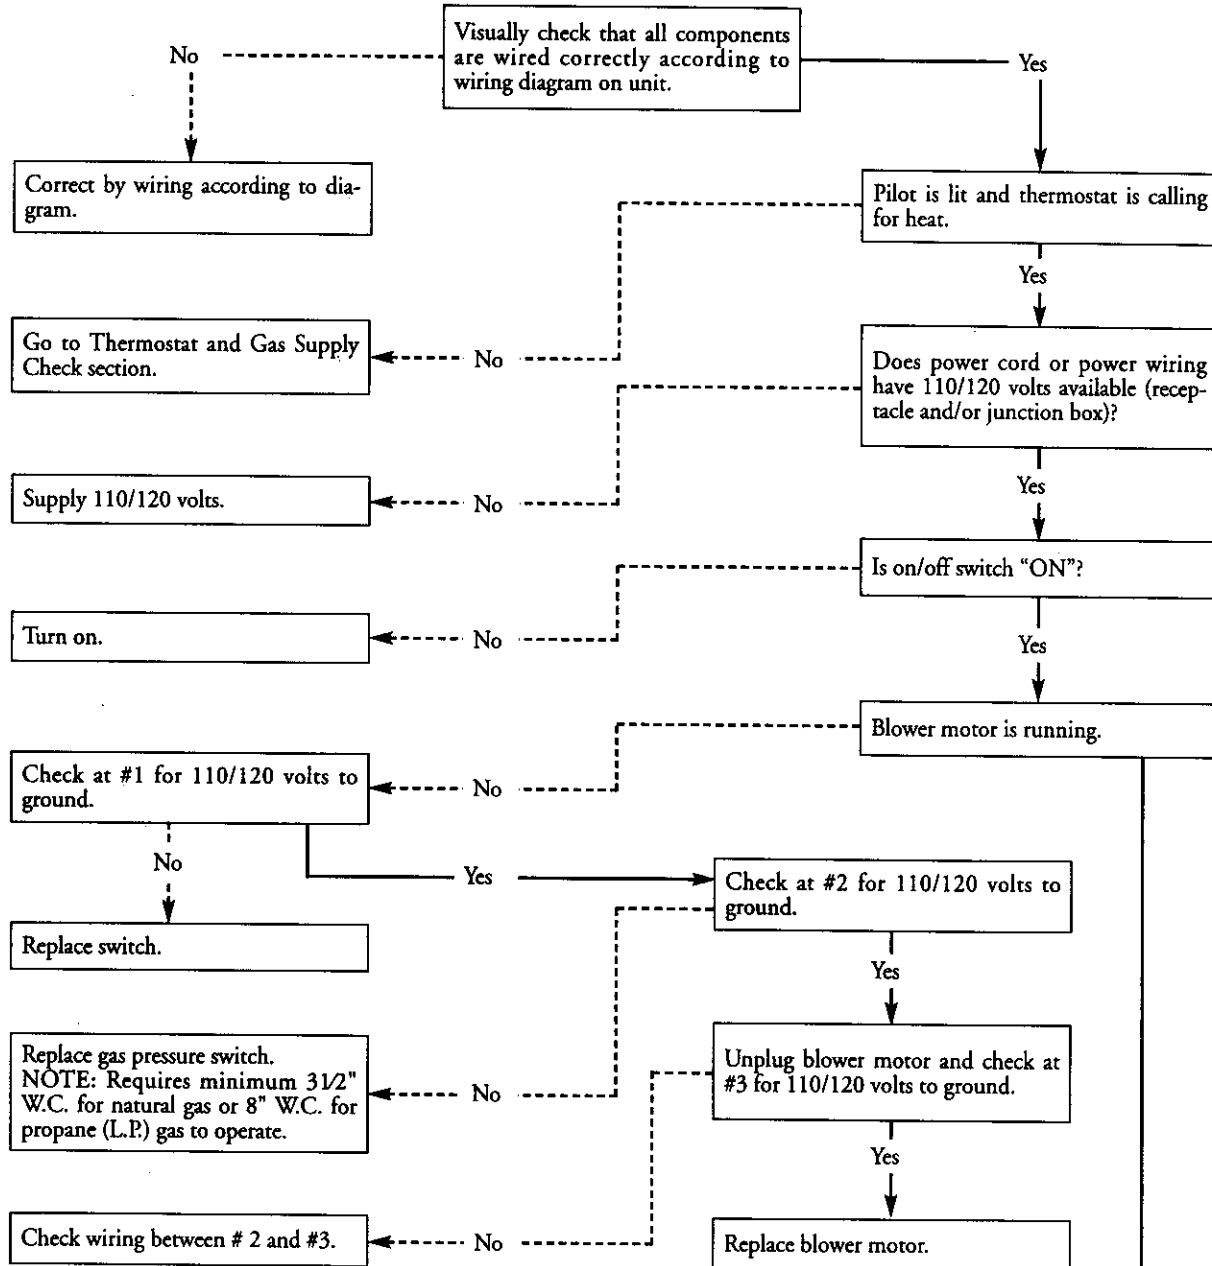 Visually check that all components
are wired correctly according to
wiring diagram on unit.
No
Yes
Correct by wiring according to dia-
gram.
Pilot is lit and thermostat is calling
for heat.
Yes
Go to Thermostat and Gas Supply
Check section.
No
Does power cord or power wiring
have 110/120 volts available (recep-
tacle and/or junction box)?
Yes
Supply 110/120 volts.
No
Is on/off switch “ON”?
Yes
Turn on.
No
Blower motor is running.
Check at #1 for 110/120 volts to
ground.
No
No
Yes
Check at #2 for 110/120 volts to
ground.
Replace switch.
Yes
Replace gas pressure switch.
NOTE: Requires minimum 31/2"
W.C. for natural gas or 8" W.C. for
propane (L.P.) gas to operate.
No
Unplug blower motor and check at
#3 for 110/120 volts to ground.
Yes
Check wiring between # 2 and #3.
No
Replace blower motor.